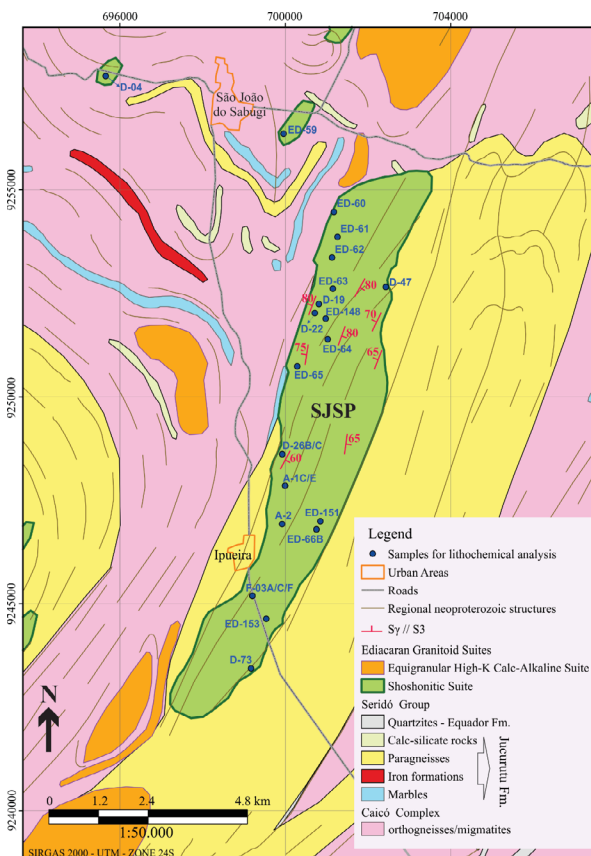 696000
700000
704000
D-04
São João
do Sabugi
ED-59
9255000
ED-60
ED-61
ED-62
ED-63
80
D-47
80
D-19
ED-148
70
D-22
80
ED-64
75
65
ED-65
9250000
SJSP
65
D-26B/C
60
A-1C/E
A-2
ED-151
ED-66B
Ipueira
F-03A/C/F
9245000
ED-153
D-73
N
0 1.2 2.4 4.8 km
1:50.000
9240000
SIRGAS 2000 - UTM - ZONE 24S
Legend
Samples for lithochemical analysis
Urban Areas
Roads
Regional neoproterozoic structures
Sγ // S3
Ediacaran Granitoid Suites
Equigranular High-K Calc-Alkaline Suite
Shoshonitic Suite
Seridó Group
Quartzites - Equador Fm.
Calc-silicate rocks
Paragneisses
Iron formations
Marbles
Jucurutu Fm.
Caicó Complex
orthogneisses/migmatites